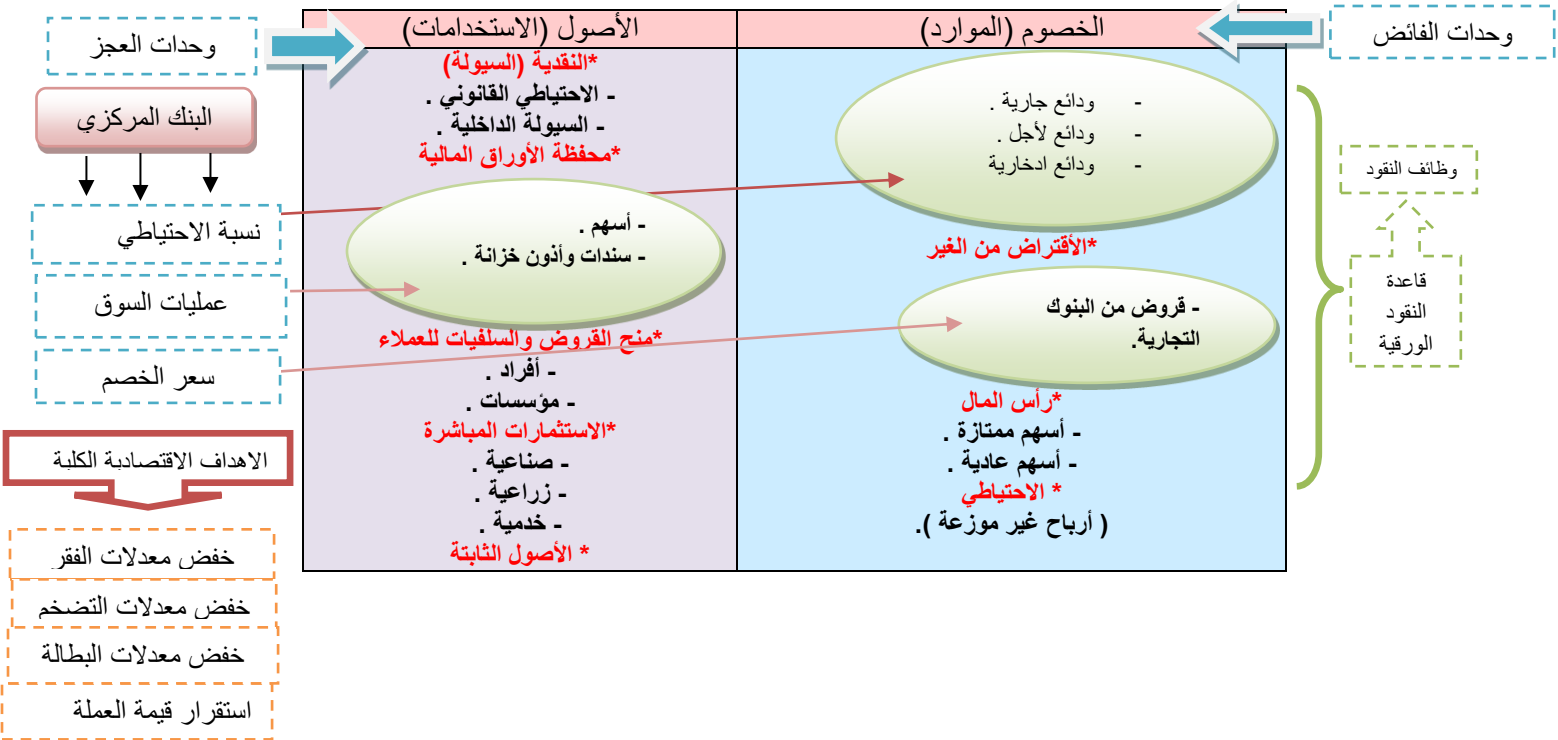 وحدات الفائض
الخصوم (الموارد)
الأصول (الاستخدامات)
وحدات العجز
- ودائع جارية .
- ودائع لأجل .
- ودائع ادخارية
*الأقتراض من الغير
- قروض من البنوك
التجارية.
*رأس المال
- أسهم ممتازة .
- أسهم عادية .
* الاحتياطي
( أرباح غير موزعة ).
*النقدية (السيولة)
- الاحتياطي القانوني .
- السيولة الداخلية .
*محفظة الأوراق المالية
- أسهم .
- سندات وأذون خزانة .
*منح القروض والسلفيات للعملاء
- أفراد .
- مؤسسات .
*الاستثمارات المباشرة
- صناعية .
- زراعية .
- خدمية .
* الأصول الثابتة
وظائف النقود
قاعدة
النقود
الورقية
البنك المركزي
نسبة الاحتياطي
عمليات السوق
سعر الخصم
الاهداف الاقتصادية الكلية
خفض معدلات الفقر
خفض معدلات التضخم
خفض معدلات البطالة
استقرار قيمة العملة